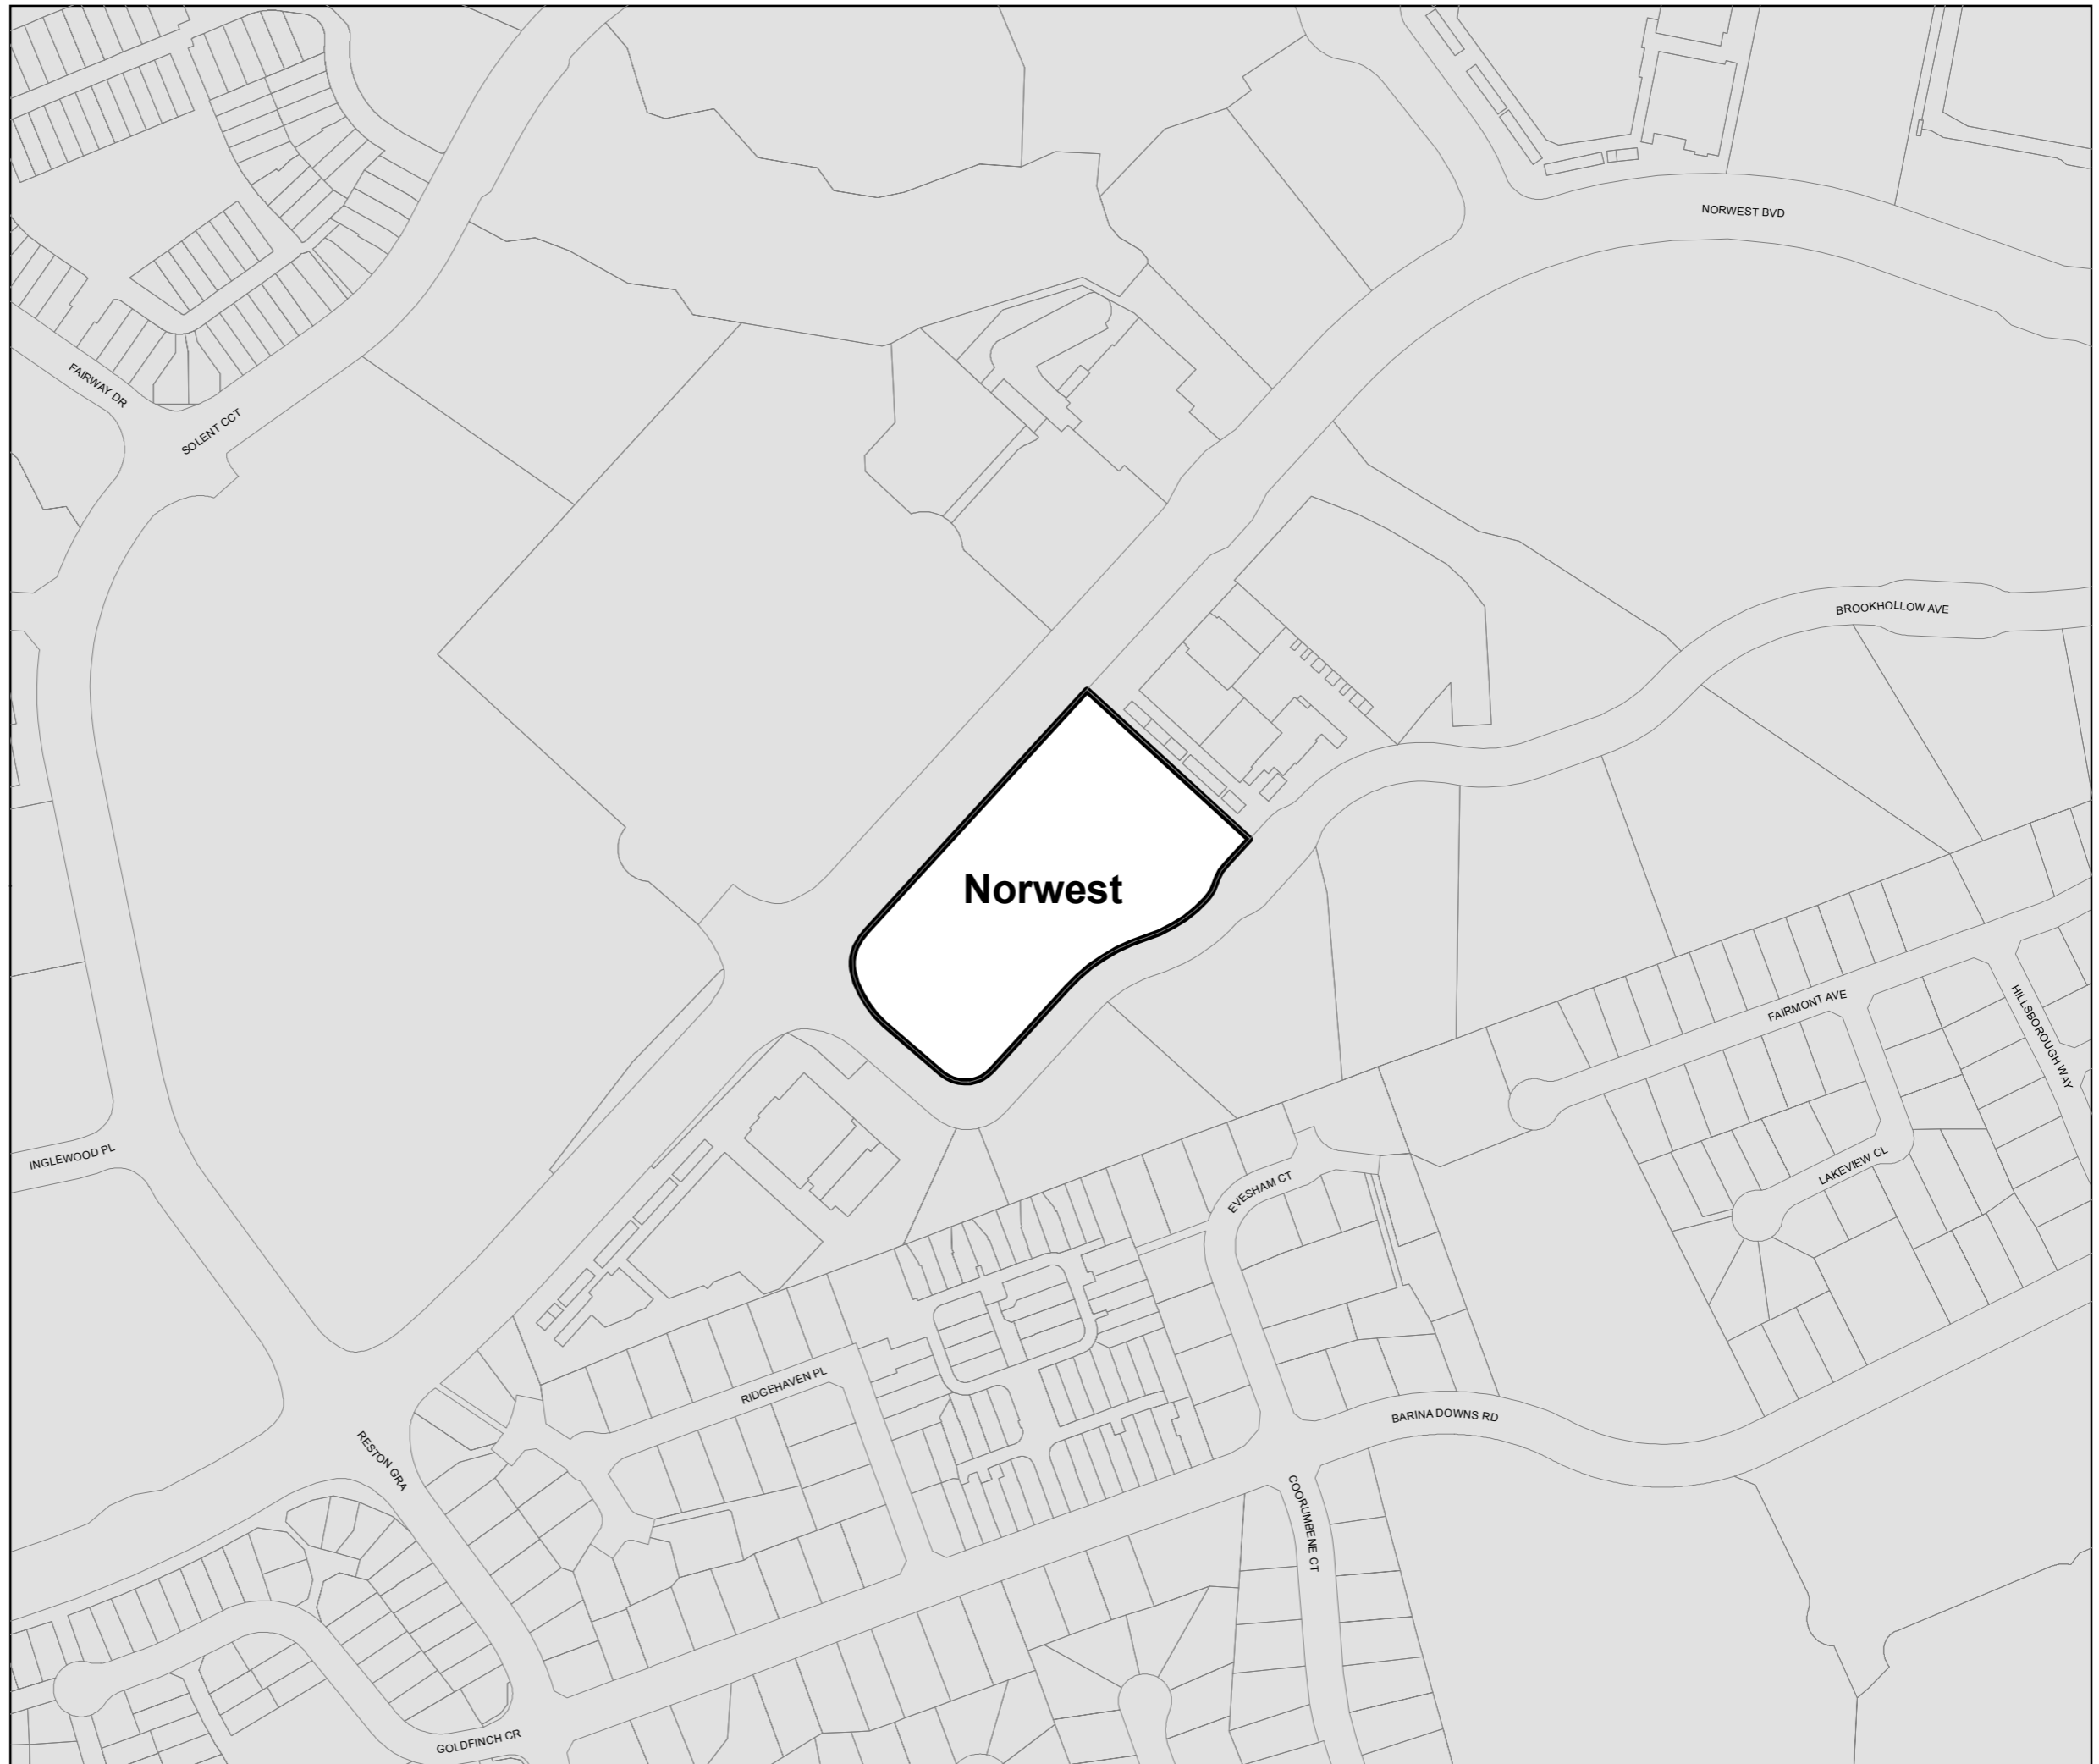 NORWEST BVD
FAIRWAY DR
SOLENT CCT
BROOKHOLLOW AVE
Norwest
FAIRMONT AVE
HILLSBOROUGH WAY
INGLEWOOD PL
LAKEVIEW CL
EVESHAM CT
RIDGEHAVEN PL
BARINA DOWNS RD
RESTON GRA
COORUMBENE CT
GOLDFINCH CR